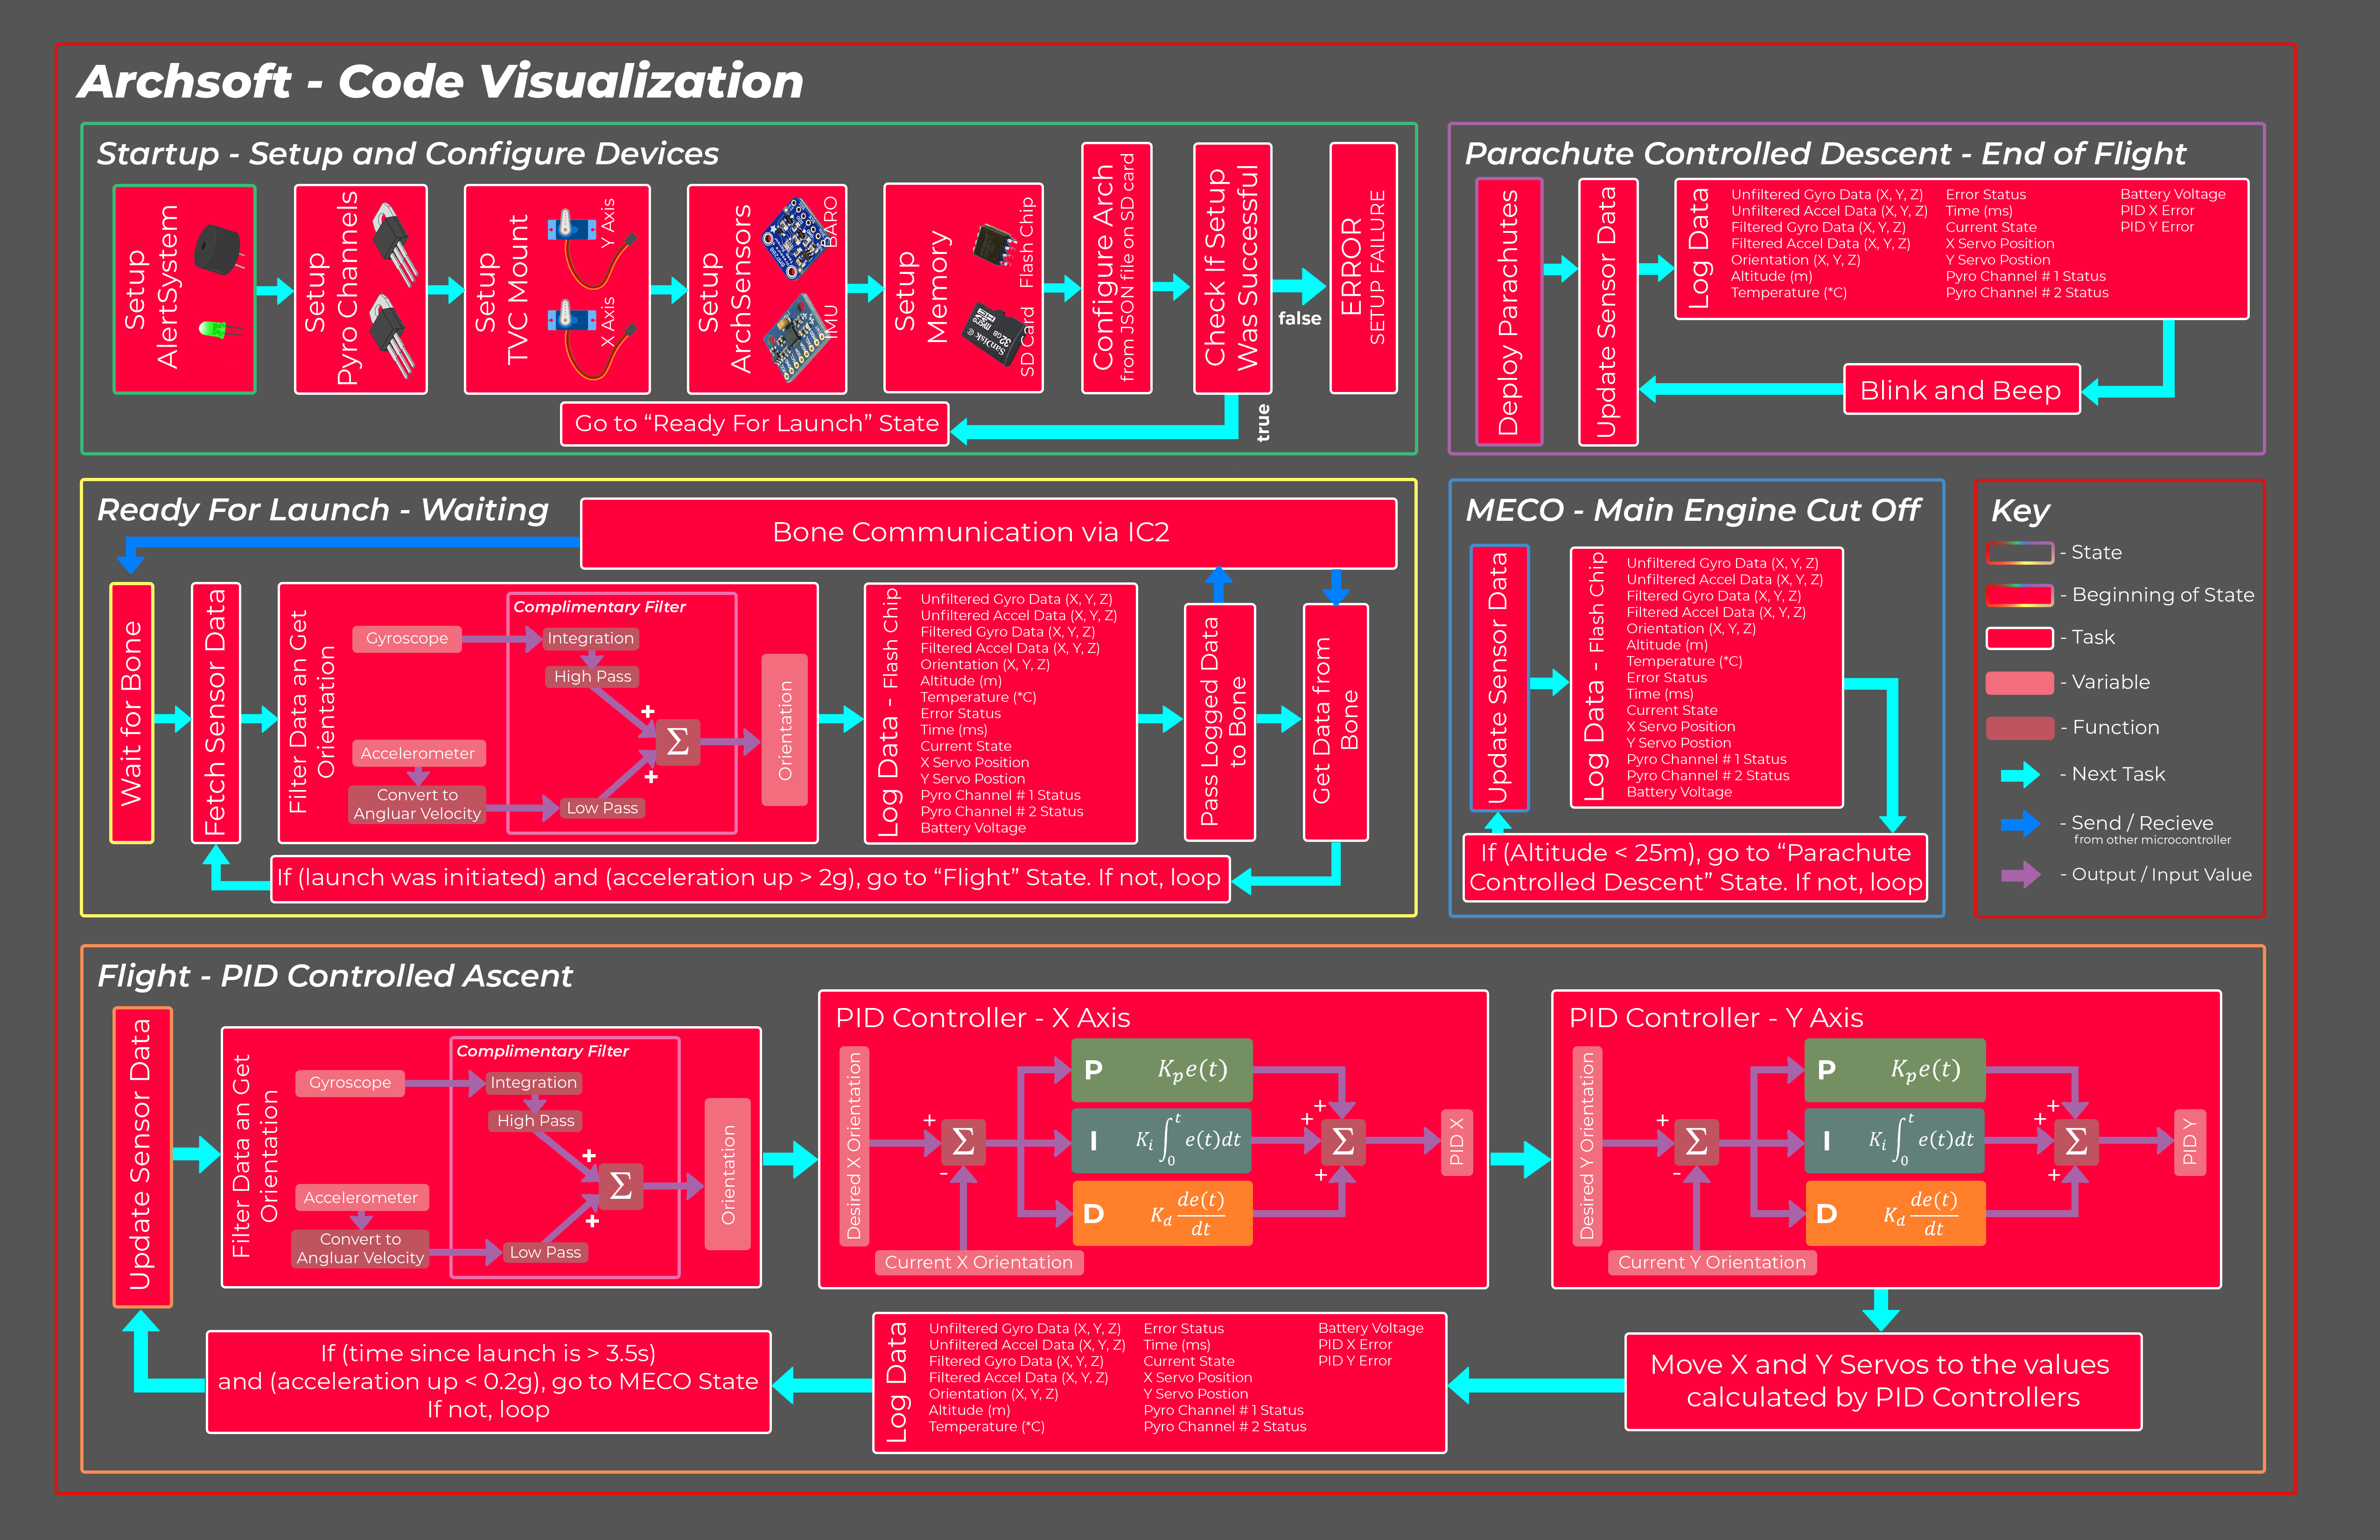 Archsoft - Code Visualization
Startup - Setup and Configure Devices
Setup
AlertSystem
Setup
Pyro Channels
Setup
TVC Mount
X Axis
Y Axis
Setup
ArchSensors
IMU
BARO
Setup
Memory
SD Card
Flash Chip
SanDisk
32GB
micro
Configure Arch
from JSON file on SD card
Check If Setup
Was Successful
false
ERROR
SETUP FAILURE
true
Go to “Ready For Launch” State
Parachute Controlled Descent - End of Flight
Deploy Parachutes
Update Sensor Data
Log Data
Unfiltered Gyro Data (X, Y, Z)
Unfiltered Accel Data (X, Y, Z)
Filtered Gyro Data (X, Y, Z)
Filtered Accel Data (X, Y, Z)
Orientation (X, Y, Z)
Altitude (m)
Temperature (*C)
Error Status
Time (ms)
Current State
X Servo Position
Y Servo Postion
Pyro Channel # 1 Status
Pyro Channel # 2 Status
Battery Voltage
PID X Error
PID Y Error
Blink and Beep
Ready For Launch - Waiting
Bone Communication via IC2
Wait for Bone
Fetch Sensor Data
Filter Data an Get
Orientation
Complimentary Filter
Gyroscope
Integration
High Pass
Accelerometer
Convert to
Angluar Velocity
Low Pass
+
Σ
+
Orientation
Log Data - Flash Chip
Unfiltered Gyro Data (X, Y, Z)
Unfiltered Accel Data (X, Y, Z)
Filtered Gyro Data (X, Y, Z)
Filtered Accel Data (X, Y, Z)
Orientation (X, Y, Z)
Altitude (m)
Temperature (*C)
Error Status
Time (ms)
Current State
X Servo Position
Y Servo Postion
Pyro Channel # 1 Status
Pyro Channel # 2 Status
Battery Voltage
Pass Logged Data
to Bone
Get Data from
Bone
If (launch was initiated) and (acceleration up > 2g), go to “Flight” State. If not, loop
MECO - Main Engine Cut Off
Update Sensor Data
Log Data - Flash Chip
Unfiltered Gyro Data (X, Y, Z)
Unfiltered Accel Data (X, Y, Z)
Filtered Gyro Data (X, Y, Z)
Filtered Accel Data (X, Y, Z)
Orientation (X, Y, Z)
Altitude (m)
Temperature (*C)
Error Status
Time (ms)
Current State
X Servo Position
Y Servo Postion
Pyro Channel # 1 Status
Pyro Channel # 2 Status
Battery Voltage
If (Altitude < 25m), go to “Parachute
Controlled Descent” State. If not, loop
Key
- State
- Beginning of State
- Task
- Variable
- Function
- Next Task
- Send / Recieve
from other microcontroller
- Output / Input Value
Flight - PID Controlled Ascent
Update Sensor Data
Filter Data an Get
Orientation
Complimentary Filter
Gyroscope
Integration
High Pass
Accelerometer
Convert to
Angluar Velocity
Low Pass
+
Σ
+
Orientation
PID Controller - X Axis
Desired X Orientation
+
Σ
-
Current X Orientation
P K_p e(t)
I K_i ∫_0^t e(t)dt
D K_d de(t)/dt
+
+
Σ
+
PID X
PID Controller - Y Axis
Desired Y Orientation
+
Σ
-
Current Y Orientation
P K_p e(t)
I K_i ∫_0^t e(t)dt
D K_d de(t)/dt
+
+
Σ
+
PID Y
Move X and Y Servos to the values
calculated by PID Controllers
Log Data
Unfiltered Gyro Data (X, Y, Z)
Unfiltered Accel Data (X, Y, Z)
Filtered Gyro Data (X, Y, Z)
Filtered Accel Data (X, Y, Z)
Orientation (X, Y, Z)
Altitude (m)
Temperature (*C)
Error Status
Time (ms)
Current State
X Servo Position
Y Servo Postion
Pyro Channel # 1 Status
Pyro Channel # 2 Status
Battery Voltage
PID X Error
PID Y Error
If (time since launch is > 3.5s)
and (acceleration up < 0.2g), go to MECO State
If not, loop